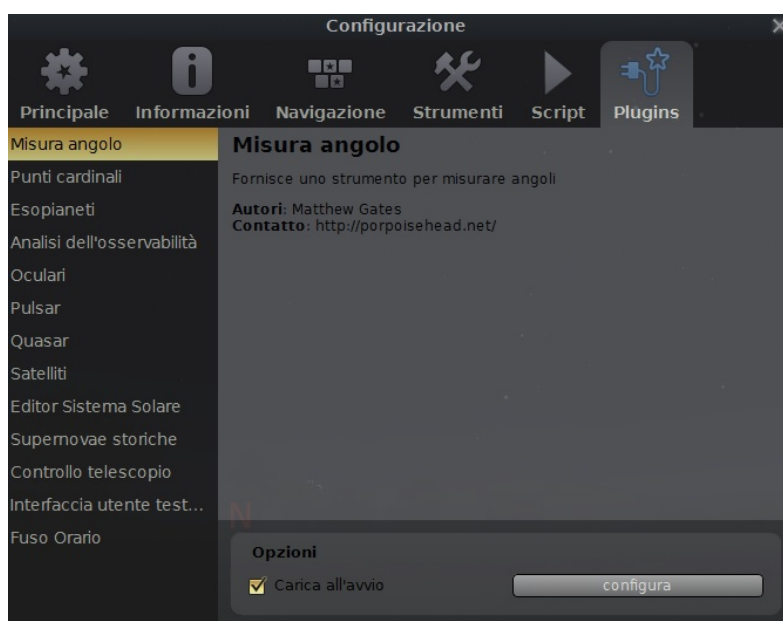 Configurazione
Principale Informazioni Navigazione Strumenti Script Plugins
Misura angolo
Punti cardinali
Esopianeti
Analisi dell'osservabilità
Oculari
Pulsar
Quasar
Satelliti
Editor Sistema Solare
Supernovae storiche
Controllo telescopio
Interfaccia utente test...
Fuso Orario
Misura angolo
Fornisce uno strumento per misurare angoli
Autori: Matthew Gates
Contatto: http://porpoisehead.net/
N
Opzioni
Carica all'avvio
configura